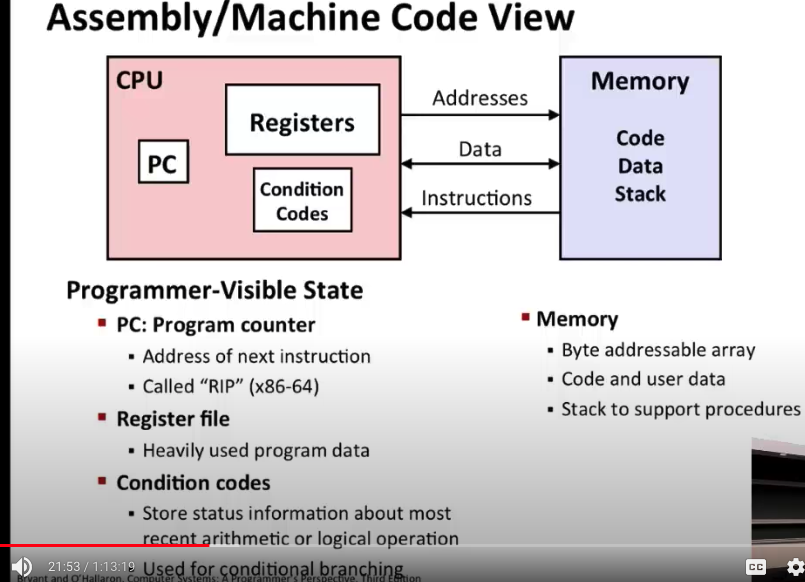 Assembly/Machine Code View
CPU
Registers
PC
Condition
Codes
Addresses
Data
Instructions
Memory
Code
Data
Stack
Programmer-Visible State
▪ PC: Program counter
▪ Address of next instruction
▪ Called “RIP” (x86-64)
▪ Register file
▪ Heavily used program data
▪ Condition codes
▪ Store status information about most
recent arithmetic or logical operation
▪ Used for conditional branching
▪ Memory
▪ Byte addressable array
▪ Code and user data
▪ Stack to support procedures
21:53 / 1:13:19
CC
Bryant and O'Hallaron, Computer Systems: A Programmer's Perspective, Third Edition